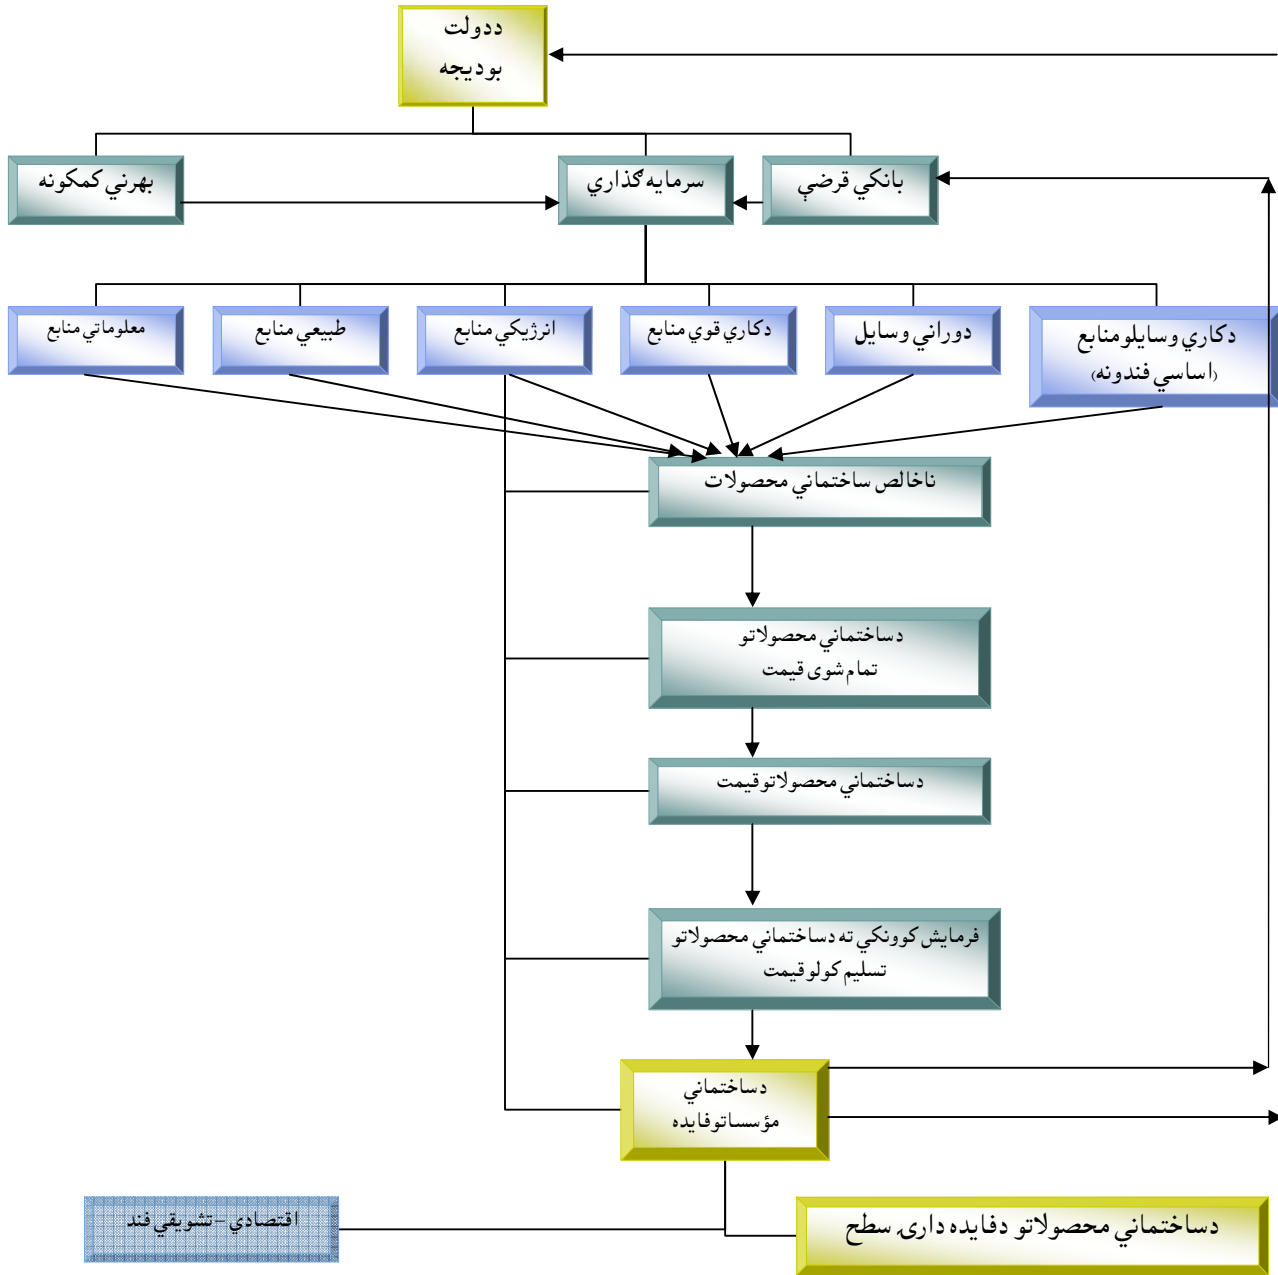 ددولت
بودیجه
بانکي قرضې
سرمایه ګذاري
بهرني کمکونه
دکاري وسایلو منابع
(اساسي فندونه)
دوراني وسایل
دکاري قوي منابع
انرژیکي منابع
طبیعي منابع
معلوماتي منابع
ناخالص ساختماني محصولات
دساختماني محصولاتو
تمام شوی قیمت
دساختماني محصولاتو قیمت
فرمایش کوونکي ته دساختماني محصولاتو
تسلیم کولو قیمت
دساختماني
مؤسساتو فایده
اقتصادي – تشویقي فند
دساختماني محصولاتو دفایده دارۍ سطح